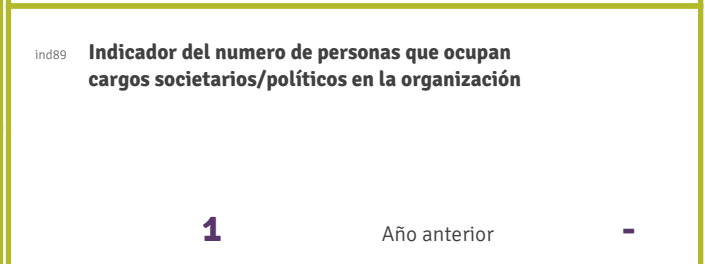 ind89 Indicador del numero de personas que ocupan
cargos societarios/políticos en la organización
1 Año anterior -